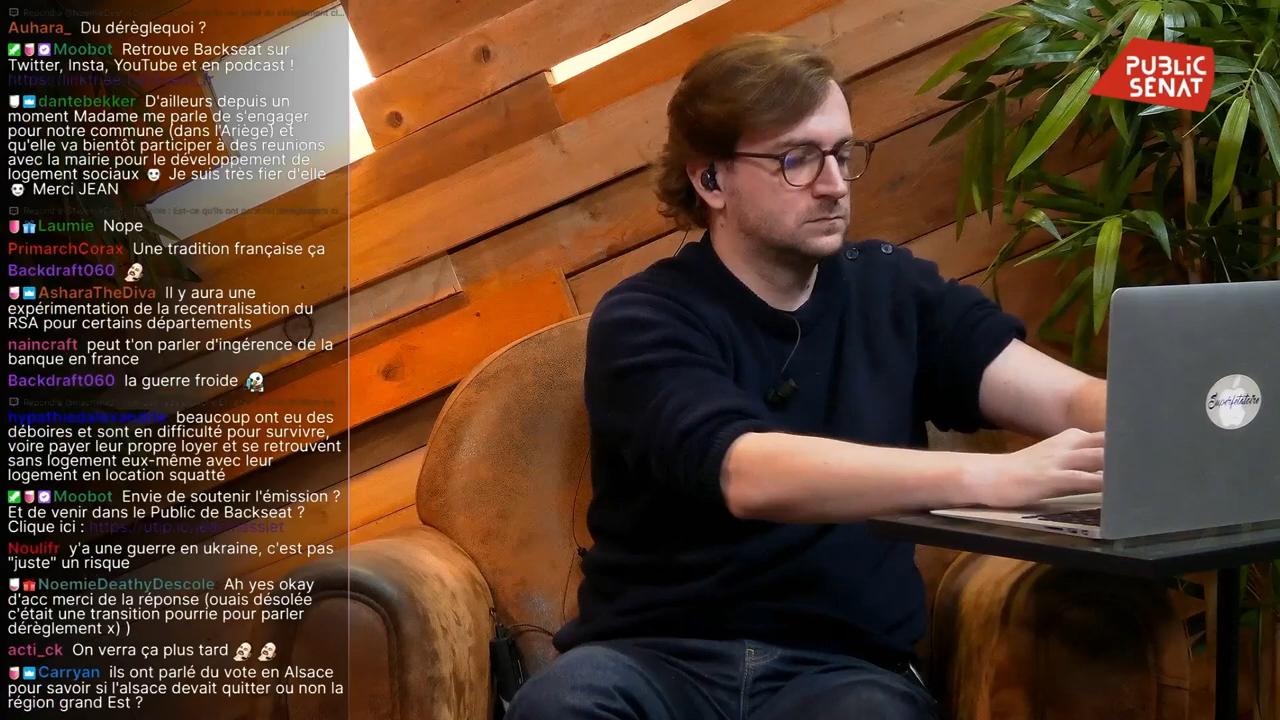 Auhara_ Du dérèglequoi ?
Moobot Retrouve Backseat sur
Twitter, Insta, YouTube et en podcast !
dantebekker D'ailleurs depuis un
moment Madame me parle de s'engager
pour notre commune (dans l'Ariège) et
qu'elle va bientôt participer à des reunions
avec la mairie pour le développement de
logement sociaux Je suis très fier d'elle
Merci JEAN
Laumie Nope
PrimarchCorax Une tradition française ça
Backdraft060
AsharaTheDiva Il y aura une
expérimentation de la recentralisation du
RSA pour certains départements
naincraft peut t'on parler d'ingérence de la
banque en france
Backdraft060 la guerre froide
hypathiedalexandrie beaucoup ont eu des
déboires et sont en difficulté pour survivre,
voire payer leur propre loyer et se retrouvent
sans logement eux-même avec leur
logement en location squatté
Moobot Envie de soutenir l'émission ?
Et de venir dans le Public de Backseat ?
Clique ici :
Noulifr y'a une guerre en ukraine, c'est pas
"juste" un risque
NoemieDeathyDescole Ah yes okay
d'acc merci de la réponse (ouais désolée
c'était une transition pourrie pour parler
dérèglement x) )
acti_ck On verra ça plus tard
Carryan ils ont parlé du vote en Alsace
pour savoir si l'alsace devait quitter ou non la
région grand Est ?
PUBLIC
SÉNAT
Superfétatoire